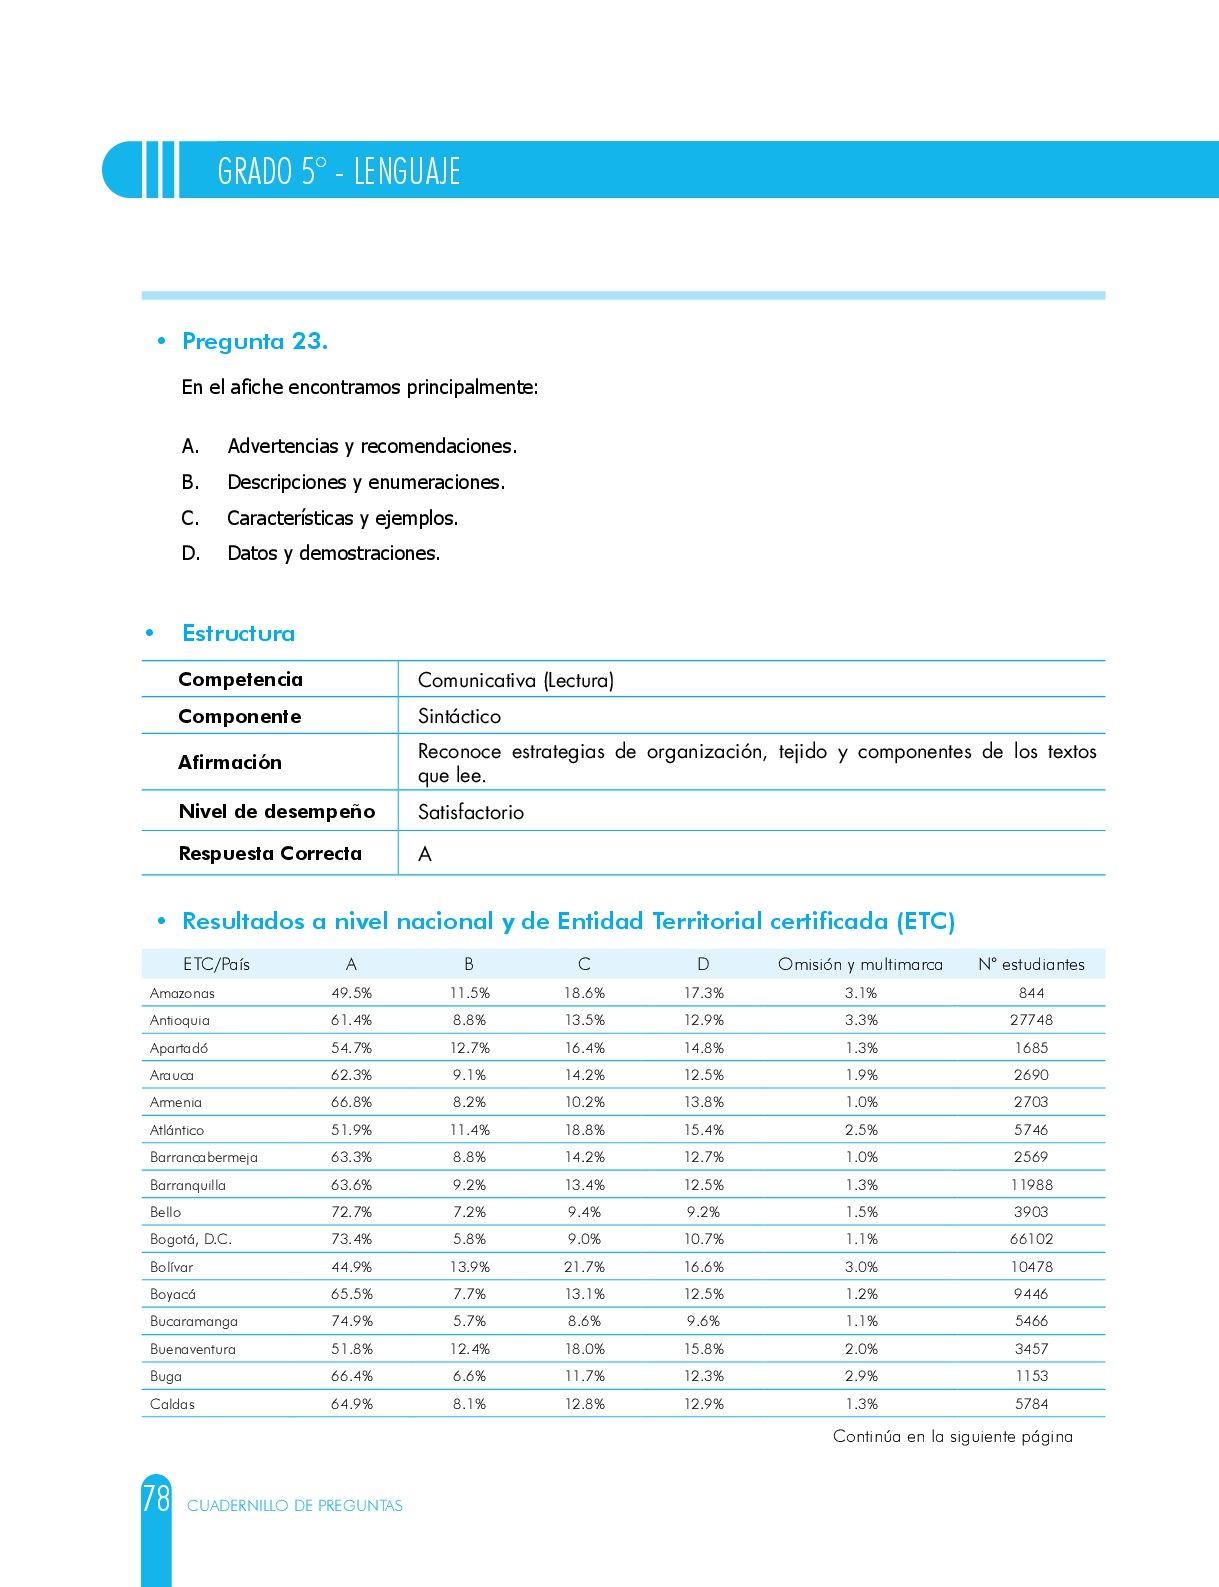 GRADO 5° - LENGUAJE
• Pregunta 23.
En el afiche encontramos principalmente:
A. Advertencias y recomendaciones.
B. Descripciones y enumeraciones.
C. Características y ejemplos.
D. Datos y demostraciones.
• Estructura
Competencia Comunicativa (Lectura)
Componente Sintáctico
Afirmación Reconoce estrategias de organización, tejido y componentes de los textos
que lee.
Nivel de desempeño Satisfactorio
Respuesta Correcta A
• Resultados a nivel nacional y de Entidad Territorial certificada (ETC)
ETC/País A B C D Omisión y multimarca N° estudiantes
Amazonas 49.5% 11.5% 18.6% 17.3% 3.1% 844
Antioquia 61.4% 8.8% 13.5% 12.9% 3.3% 27748
Apartadó 54.7% 12.7% 16.4% 14.8% 1.3% 1685
Arauca 62.3% 9.1% 14.2% 12.5% 1.9% 2690
Armenia 66.8% 8.2% 10.2% 13.8% 1.0% 2703
Atlántico 51.9% 11.4% 18.8% 15.4% 2.5% 5746
Barrancabermeja 63.3% 8.8% 14.2% 12.7% 1.0% 2569
Barranquilla 63.6% 9.2% 13.4% 12.5% 1.3% 11988
Bello 72.7% 7.2% 9.4% 9.2% 1.5% 3903
Bogotá, D.C. 73.4% 5.8% 9.0% 10.7% 1.1% 66102
Bolívar 44.9% 13.9% 21.7% 16.6% 3.0% 10478
Boyacá 65.5% 7.7% 13.1% 12.5% 1.2% 9446
Bucaramanga 74.9% 5.7% 8.6% 9.6% 1.1% 5466
Buenaventura 51.8% 12.4% 18.0% 15.8% 2.0% 3457
Buga 66.4% 6.6% 11.7% 12.3% 2.9% 1153
Caldas 64.9% 8.1% 12.8% 12.9% 1.3% 5784
Continúa en la siguiente página
78 CUADERNILLO DE PREGUNTAS